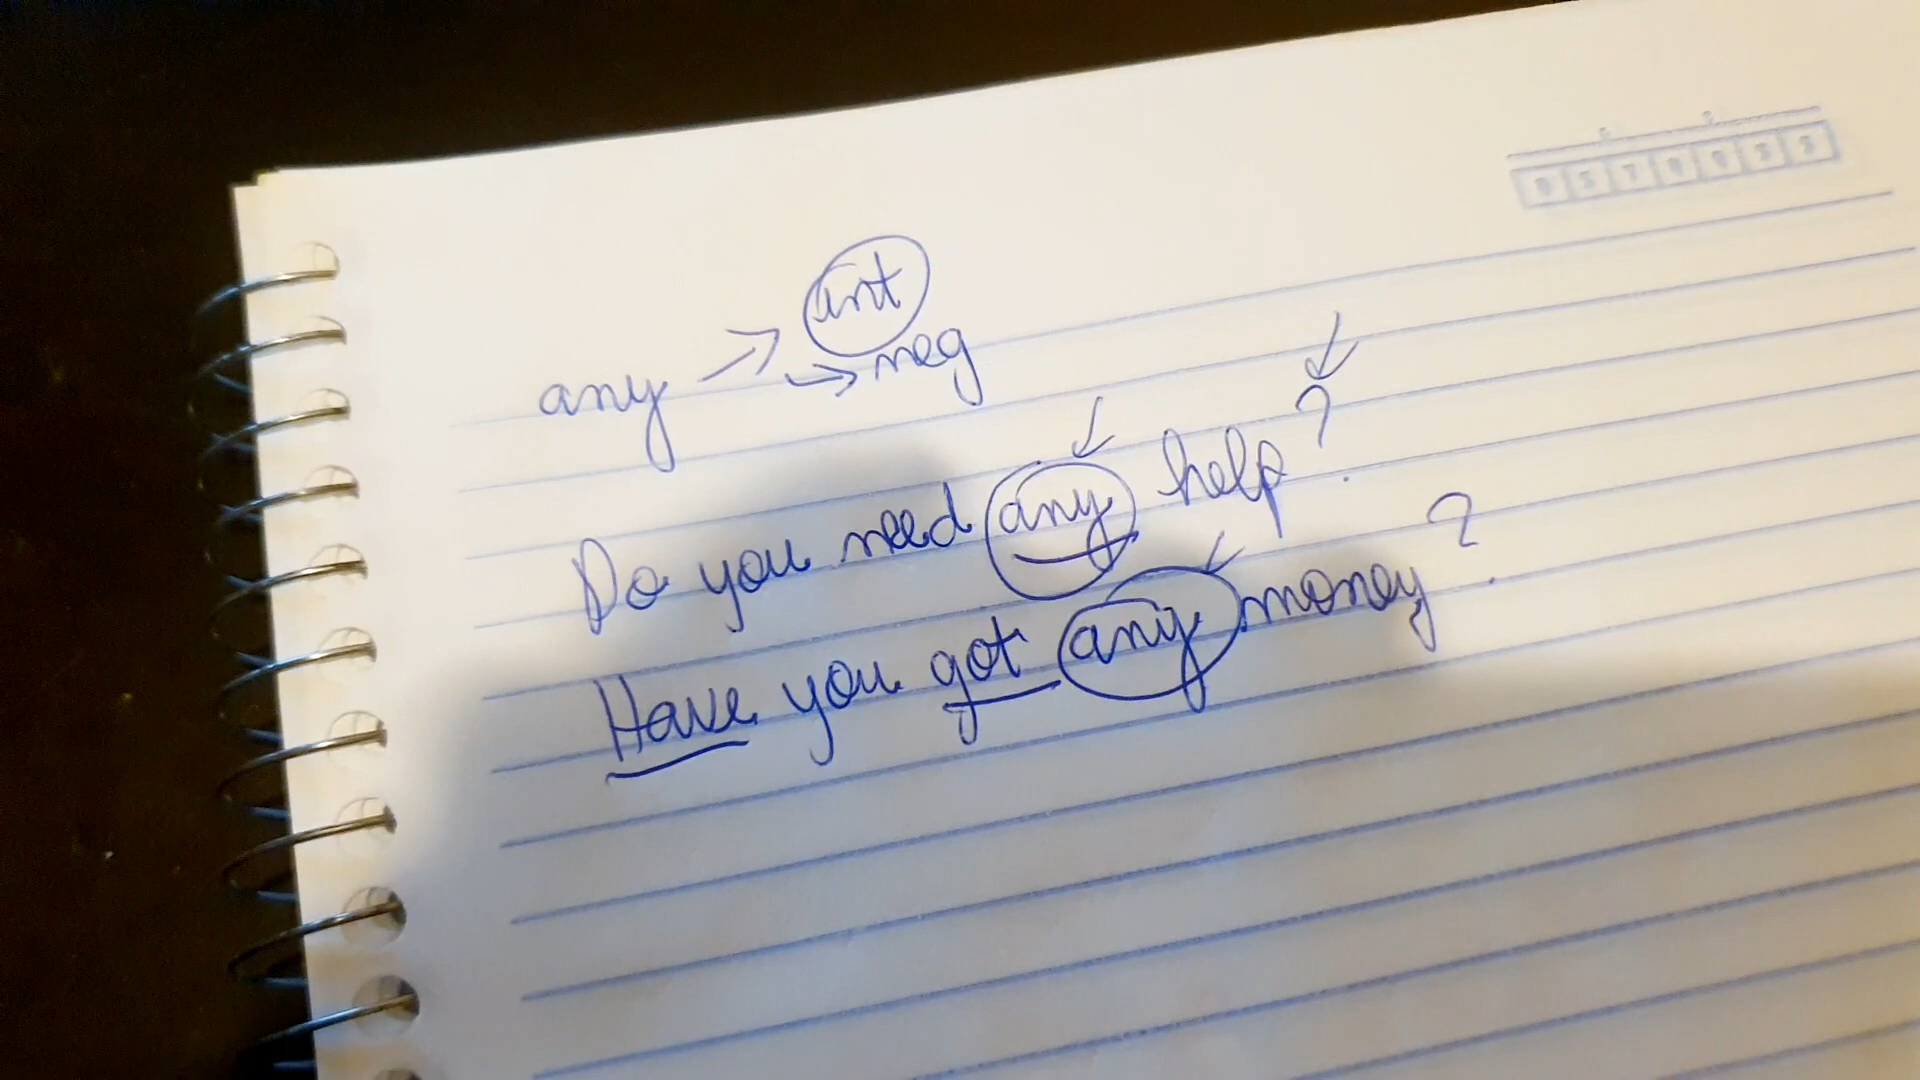 any → int
→ neg
Do you need any help?
Have you got any money?